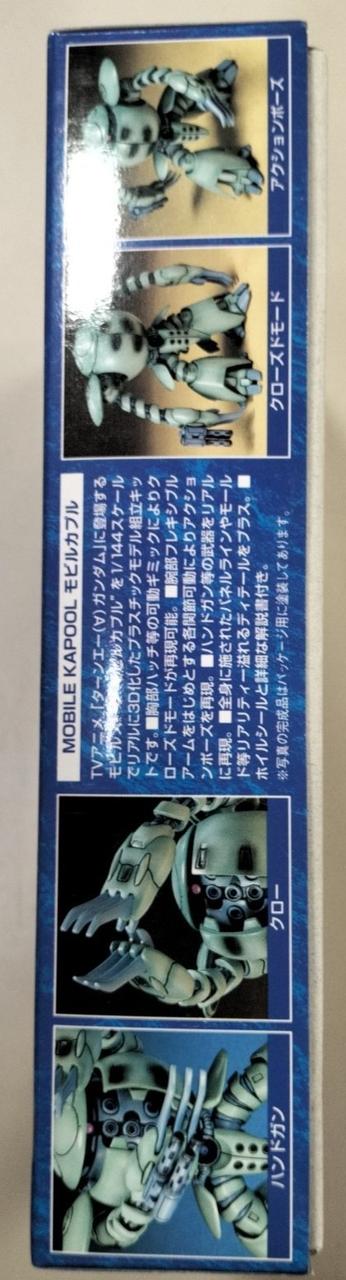 MOBILE KAPOOL モビルカプル
TVアニメ「ターンエー(∀)ガンダム」に登場する
モビルカプル"を1/144スケール
でリアルに3D化したプラスチックモデル組立キッ
トです。■胸部ハッチ等の可動ギミックによりク
ローズドモードが再現可能。■腕部フレキシブル
アームをはじめとする各関節可動によりアクショ
ンポーズを再現。■ハンドガン等の武器をリアル
に再現。■全身に施されたパネルラインやモール
ド等リアリティー溢れるディテールをプラス。■
ホイルシールと詳細な解説書付き。
※写真の完成品はパッケージ用に塗装してあります。
ハンドガン
クロー
クローズドモード
アクションポーズ